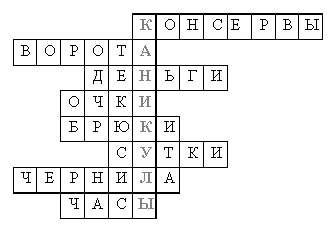 КОНСЕРВЫ
ВОРОТА
ДЕНЬГИ
ОЧКИ
БРЮКИ
СУТКИ
ЧЕРНИЛА
ЧАСЫ